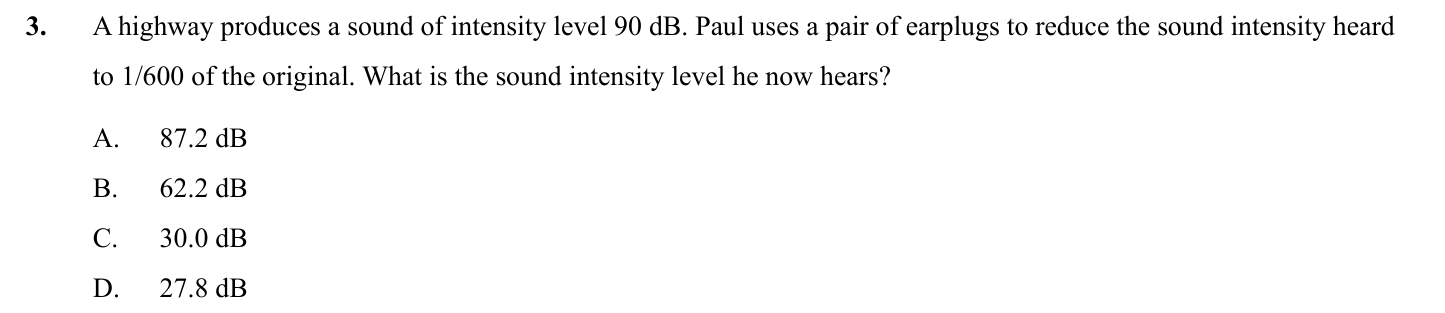 3. A highway produces a sound of intensity level 90 dB. Paul uses a pair of earplugs to reduce the sound intensity heard
to 1/600 of the original. What is the sound intensity level he now hears?
A. 87.2 dB
B. 62.2 dB
C. 30.0 dB
D. 27.8 dB